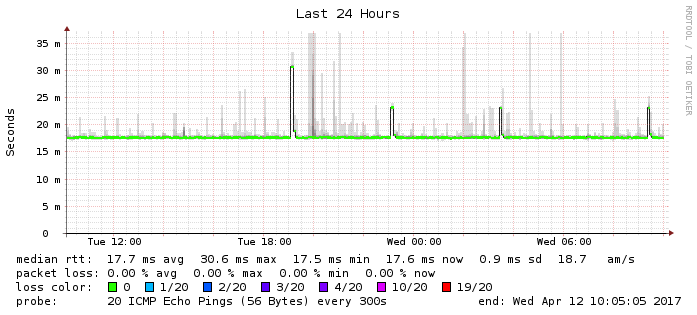 Last 24 Hours
RRDTOOL / TOBI OETIKER
Seconds
35 m
30 m
25 m
20 m
15 m
10 m
5 m
0
Tue 12:00 Tue 18:00 Wed 00:00 Wed 06:00
median rtt: 17.7 ms avg 30.6 ms max 17.5 ms min 17.6 ms now 0.9 ms sd 18.7 am/s
packet loss: 0.00 % avg 0.00 % max 0.00 % min 0.00 % now
loss color: 0 1/20 2/20 3/20 4/20 10/20 19/20
probe: 20 ICMP Echo Pings (56 Bytes) every 300s end: Wed Apr 12 10:05:05 2017